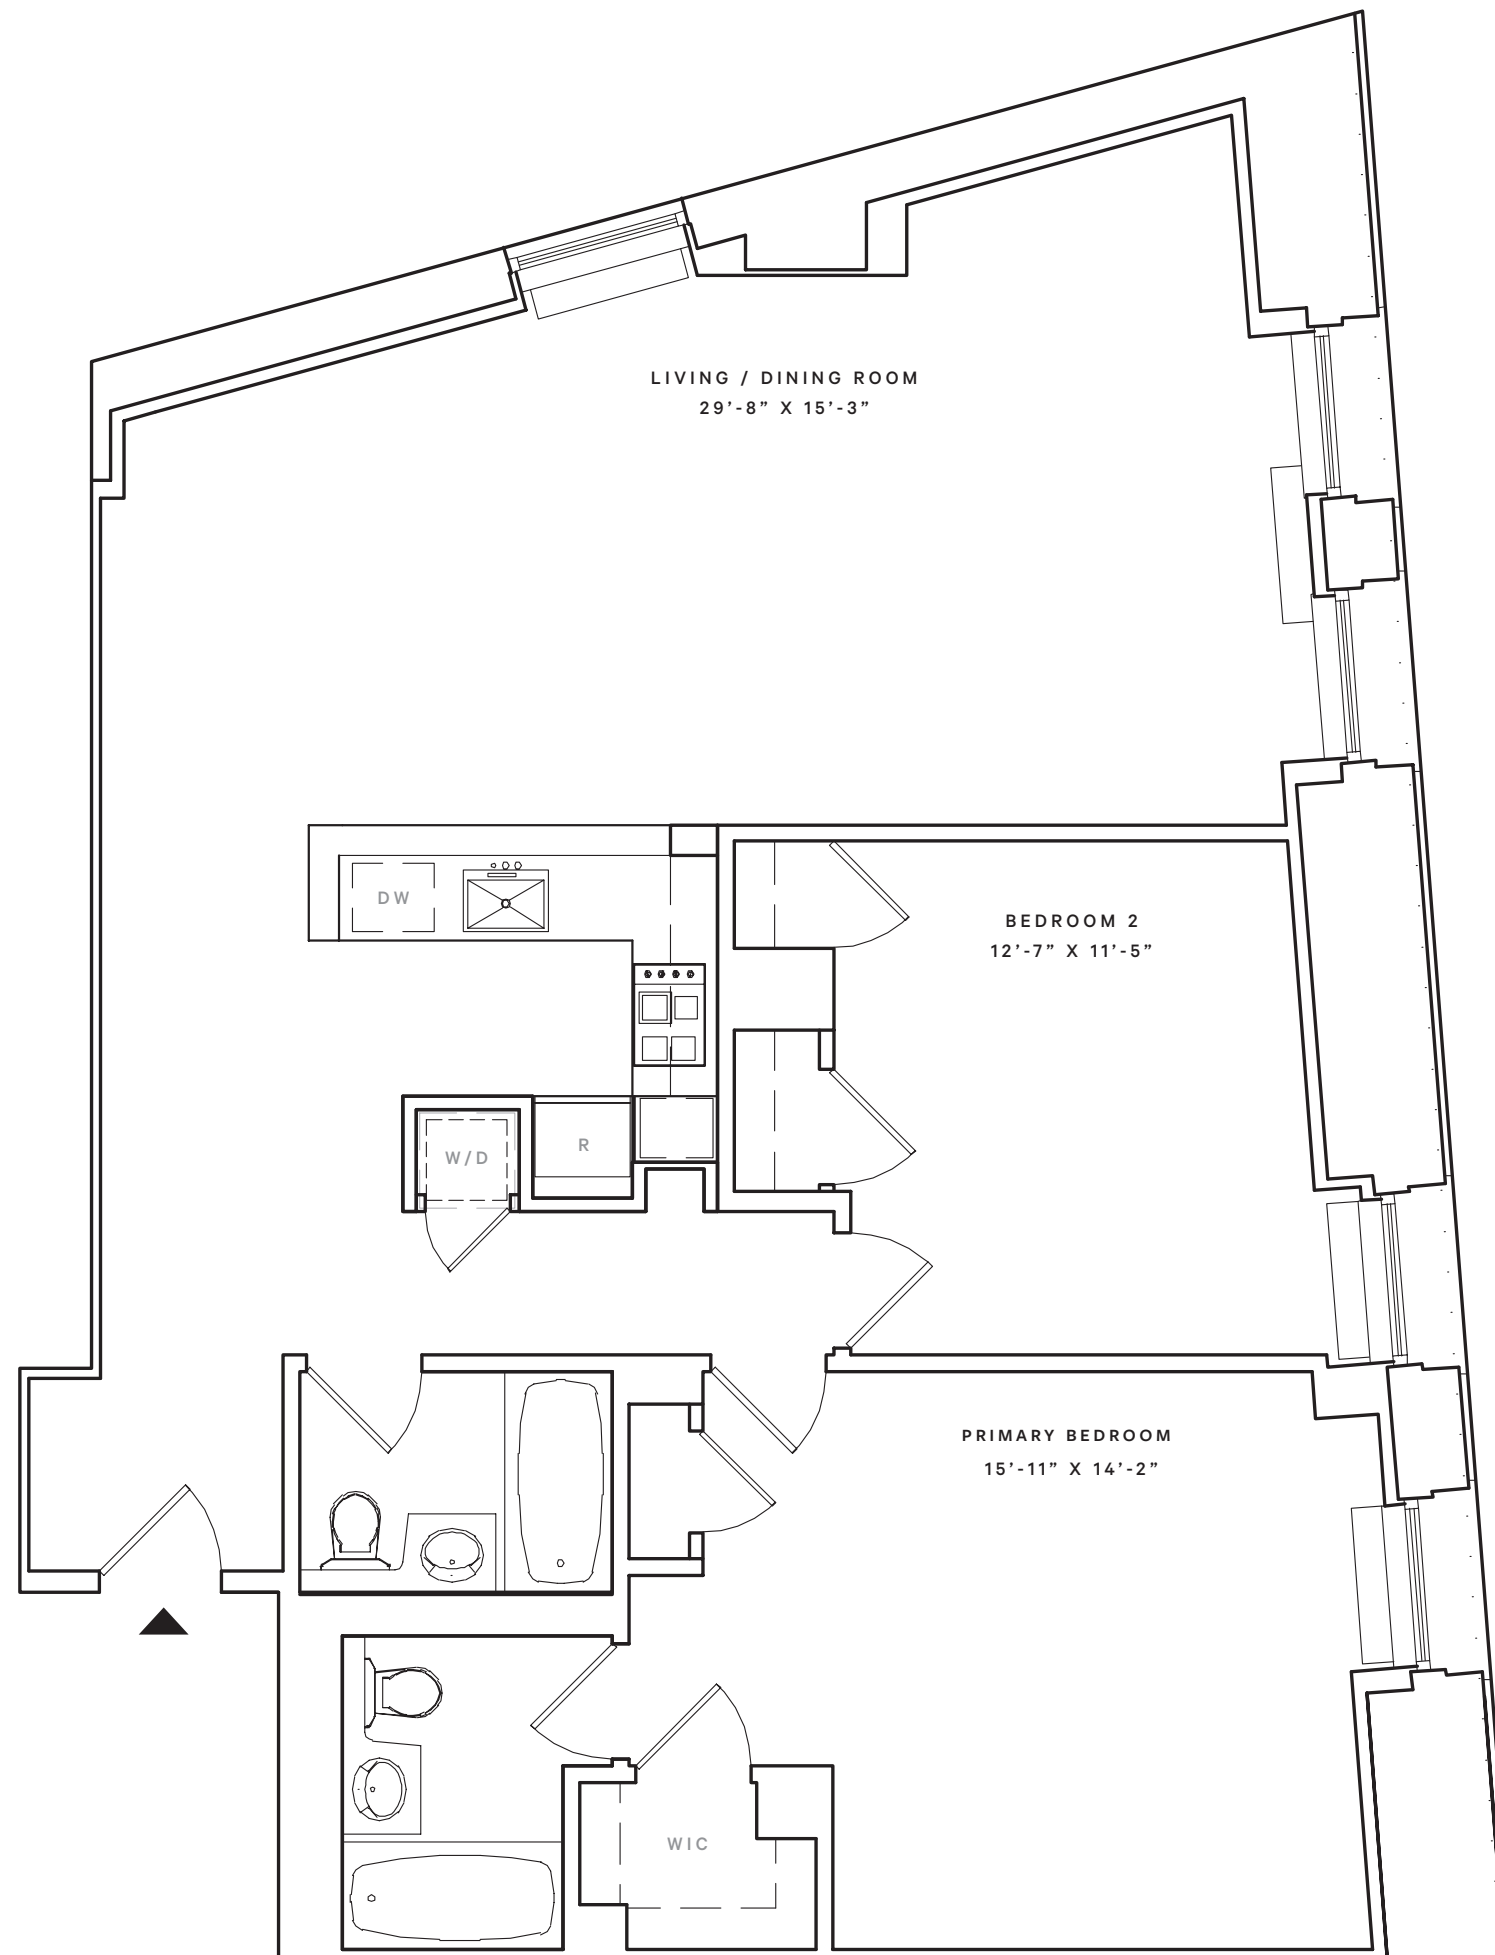 LIVING / DINING ROOM
29’-8” X 15’-3”
DW
BEDROOM 2
12’-7” X 11’-5”
W/D
R
PRIMARY BEDROOM
15’-11” X 14’-2”
WIC